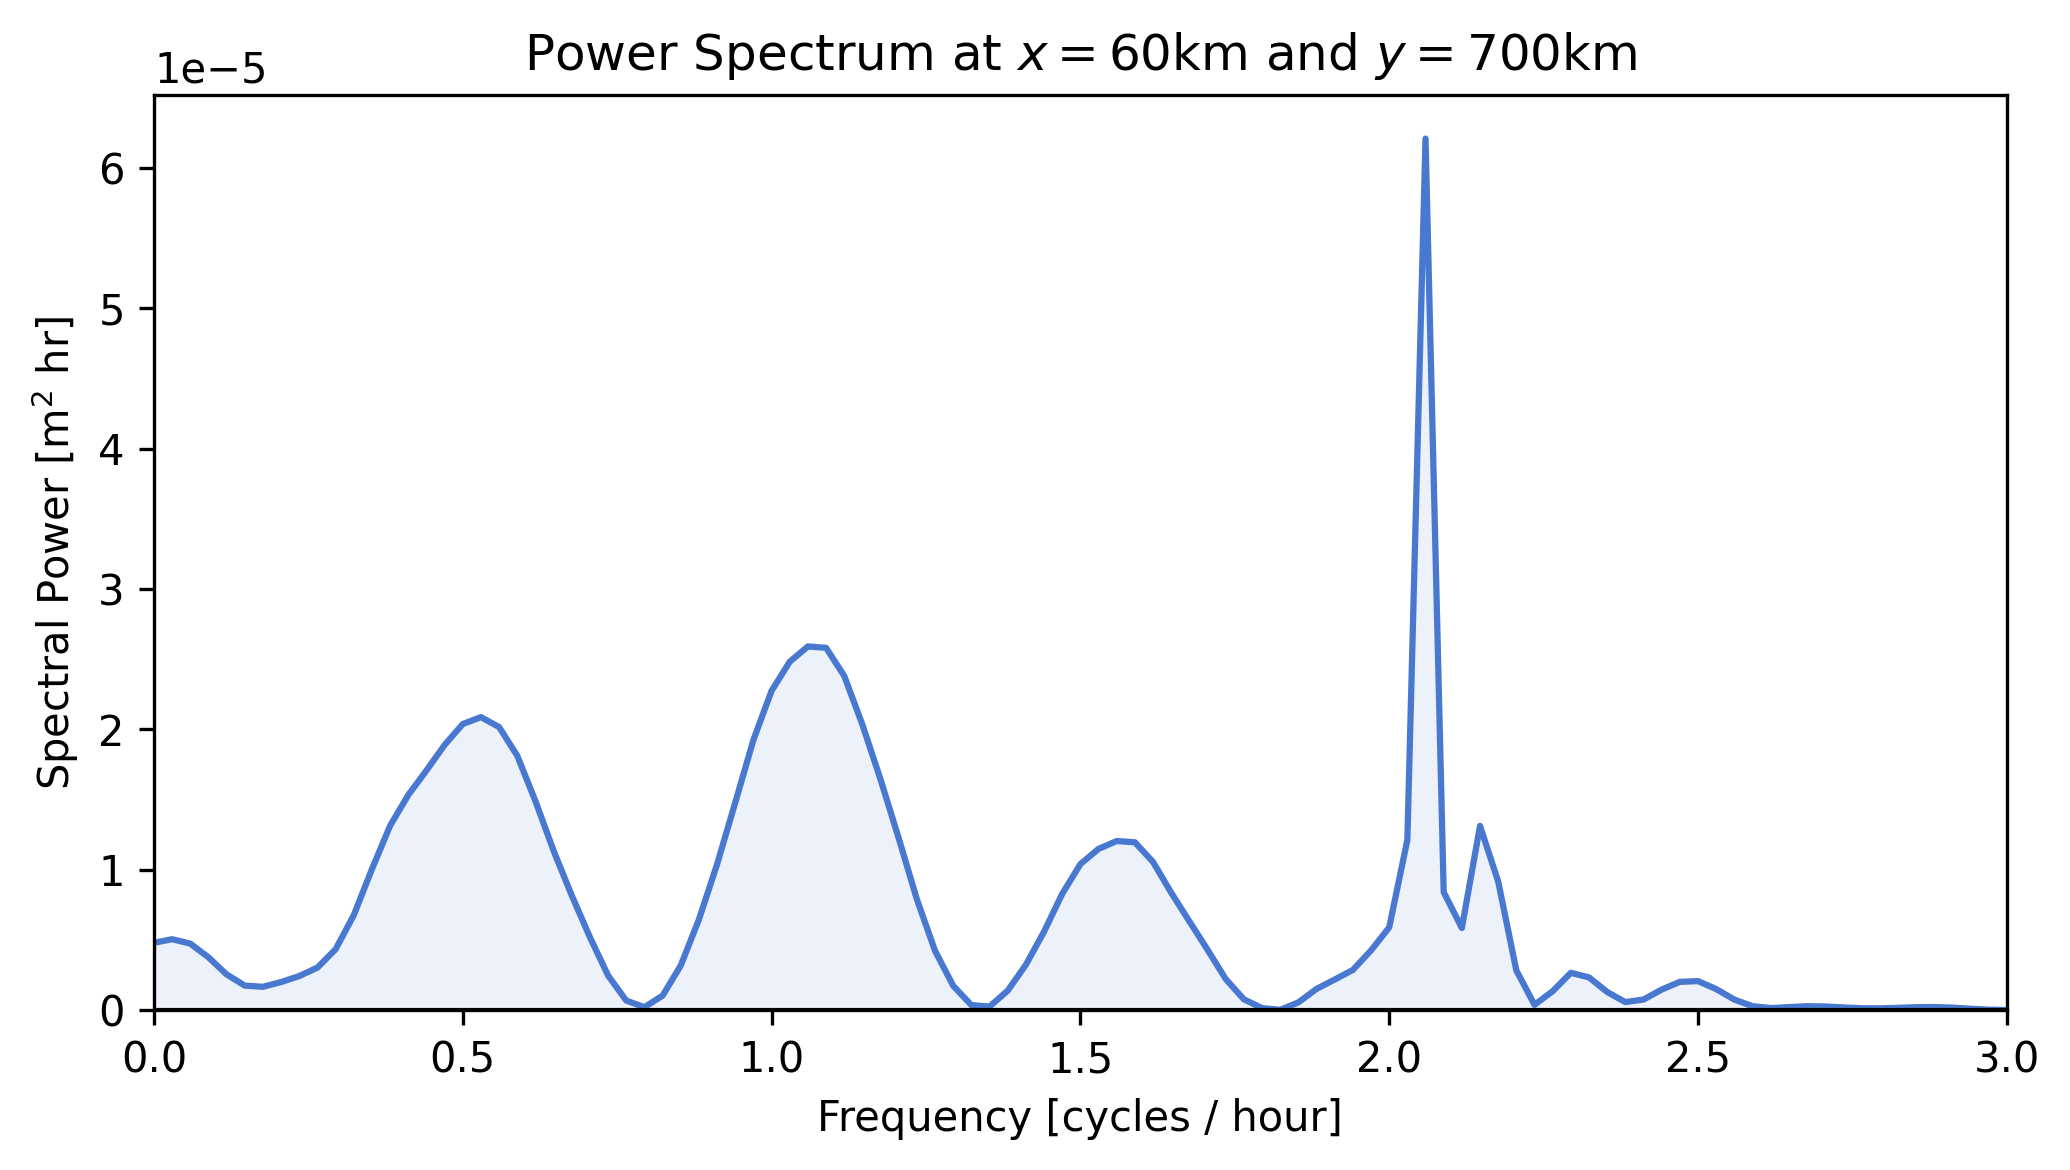 Power Spectrum at x = 60km and y = 700km
1e−5
Spectral Power [m² hr]
6
5
4
3
2
1
0
0.0 0.5 1.0 1.5 2.0 2.5 3.0
Frequency [cycles / hour]